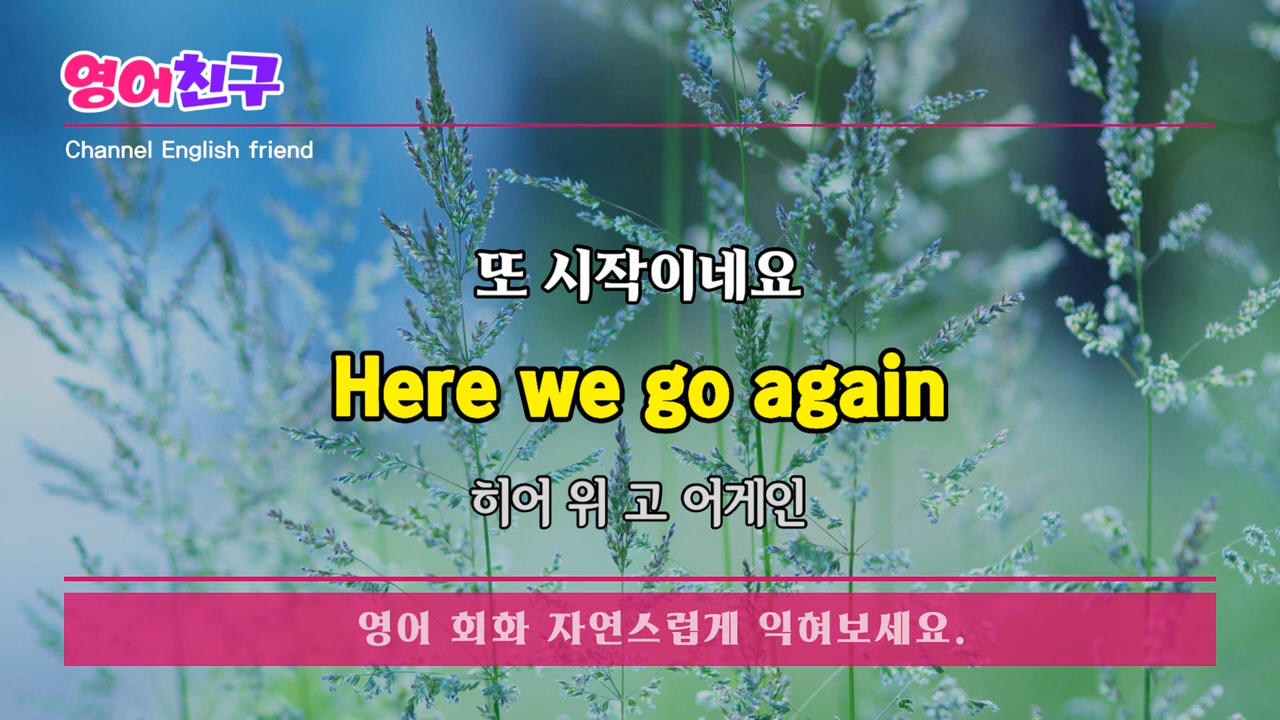 영어친구
Channel English friend
또 시작이네요
Here we go again
히어 위 고 어게인
영어 회화 자연스럽게 익혀보세요.